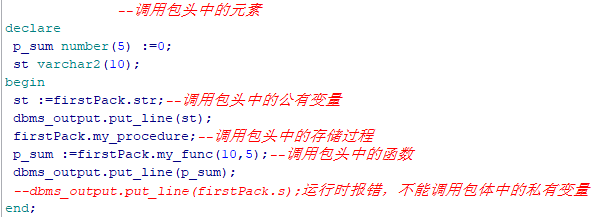 --调用包头中的元素
declare
p_sum number(5) :=0;
st varchar2(10);
begin
st :=firstPack.str;--调用包头中的公有变量
dbms_output.put_line(st);
firstPack.my_procedure;--调用包头中的存储过程
p_sum :=firstPack.my_func(10,5);--调用包头中的函数
dbms_output.put_line(p_sum);
--dbms_output.put_line(firstPack.s);运行时报错，不能调用包体中的私有变量
end;